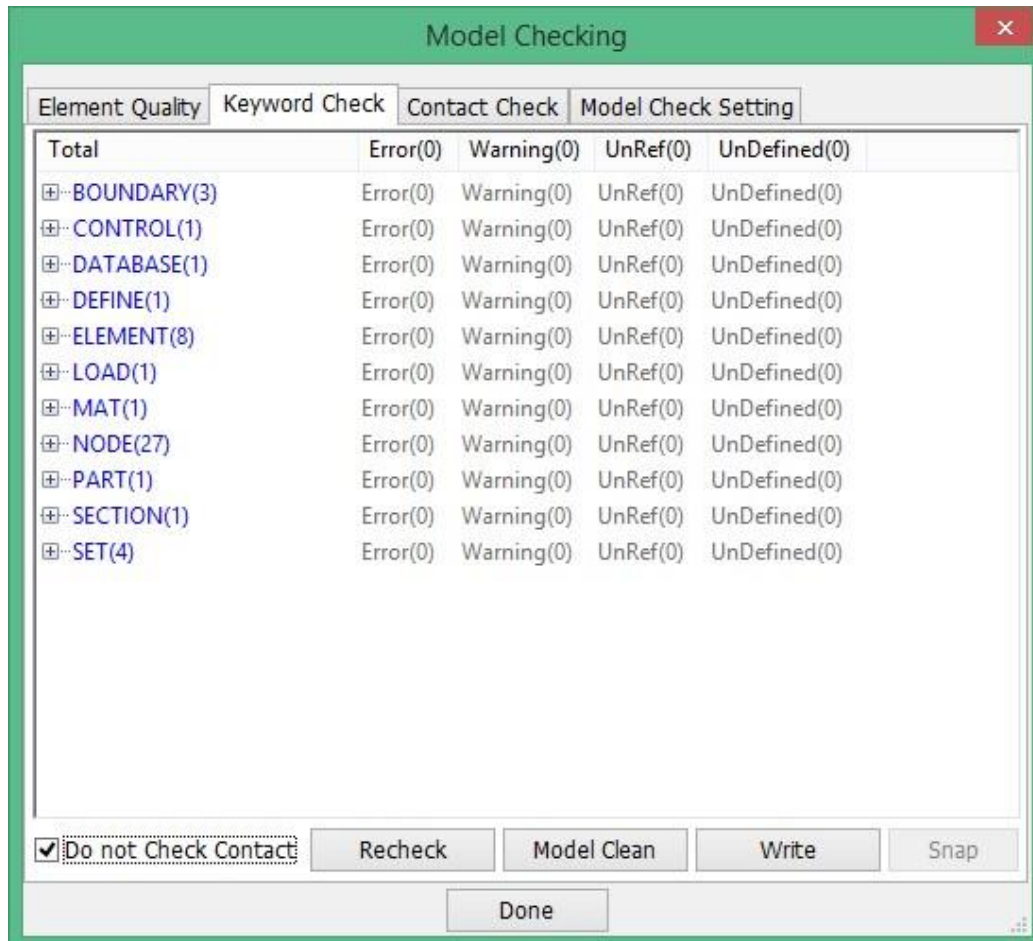 Model Checking
Element Quality Keyword Check Contact Check Model Check Setting
Total Error(0) Warning(0) UnRef(0) UnDefined(0)
BOUNDARY(3) Error(0) Warning(0) UnRef(0) UnDefined(0)
CONTROL(1) Error(0) Warning(0) UnRef(0) UnDefined(0)
DATABASE(1) Error(0) Warning(0) UnRef(0) UnDefined(0)
DEFINE(1) Error(0) Warning(0) UnRef(0) UnDefined(0)
ELEMENT(8) Error(0) Warning(0) UnRef(0) UnDefined(0)
LOAD(1) Error(0) Warning(0) UnRef(0) UnDefined(0)
MAT(1) Error(0) Warning(0) UnRef(0) UnDefined(0)
NODE(27) Error(0) Warning(0) UnRef(0) UnDefined(0)
PART(1) Error(0) Warning(0) UnRef(0) UnDefined(0)
SECTION(1) Error(0) Warning(0) UnRef(0) UnDefined(0)
SET(4) Error(0) Warning(0) UnRef(0) UnDefined(0)
Do not Check Contact Recheck Model Clean Write Snap
Done